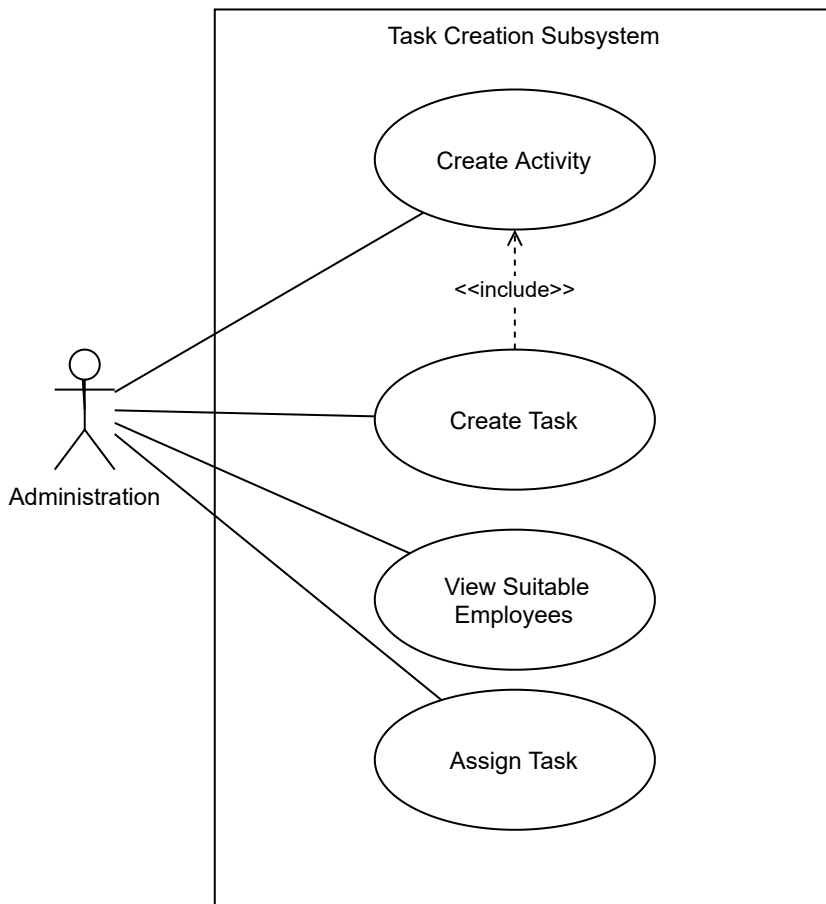 Task Creation Subsystem
Create Activity
<<include>>
Create Task
Administration
View Suitable
Employees
Assign Task